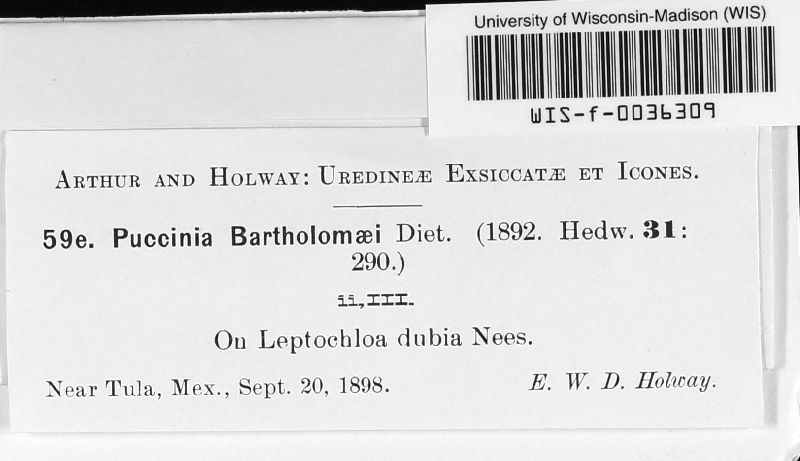 University of Wisconsin-Madison (WIS)
WIS-f-0036309
ARTHUR AND HOLWAY: UREDINEÆ EXSICCATÆ ET ICONES.
59e. Puccinia Bartholomæi Diet. (1892. Hedw. 31:
290.)
ii,III.
On Leptochloa dubia Nees.
Near Tula, Mex., Sept. 20, 1898. E. W. D. Holway.